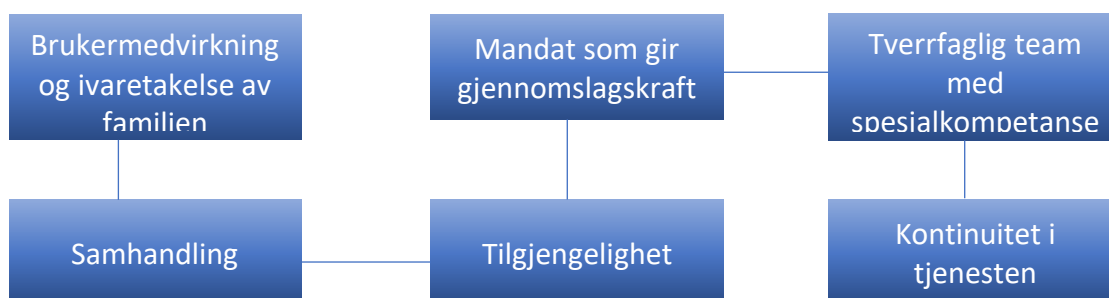 Brukermedvirkning
og ivaretakelse av
familien
Mandat som gir
gjennomslagskraft
Tverrfaglig team
med
spesialkompetanse
Samhandling
Tilgjengelighet
Kontinuitet i
tjenesten